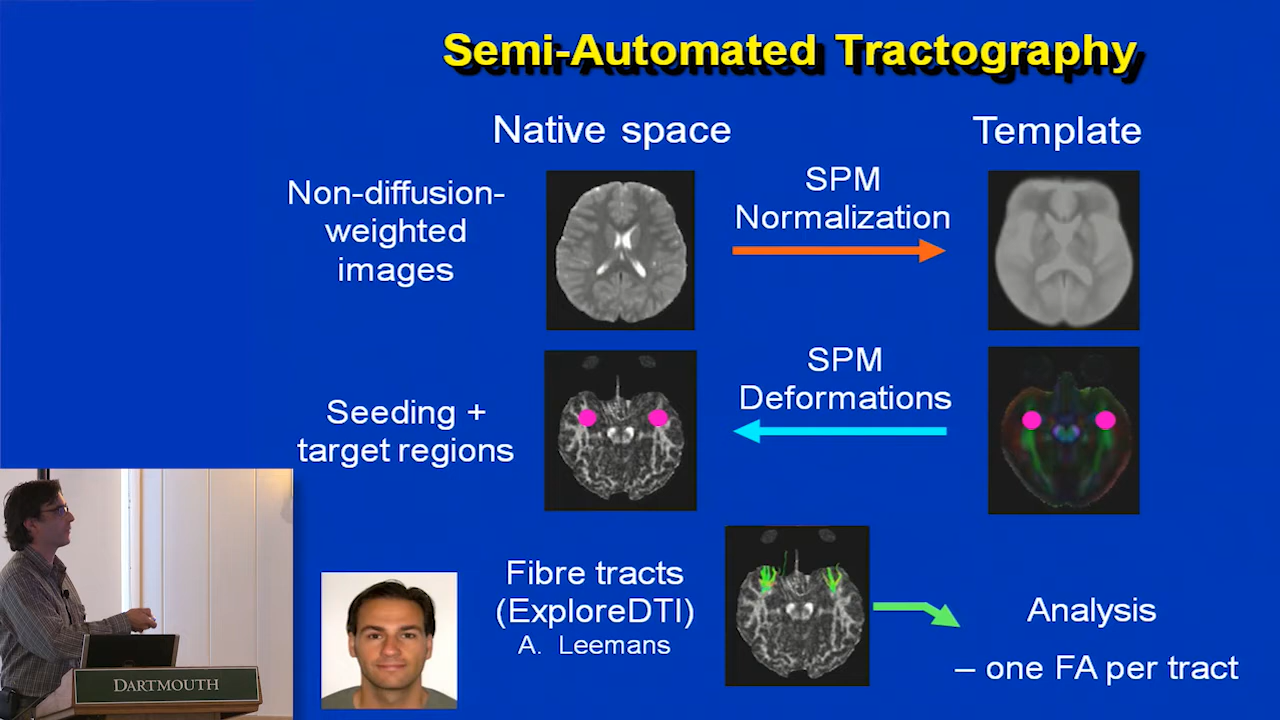 Semi-Automated Tractography
Native space
Template
Non-diffusion-
weighted
images
SPM
Normalization
Seeding +
target regions
SPM
Deformations
Fibre tracts
(ExploreDTI)
A. Leemans
Analysis
– one FA per tract
DARTMOUTH